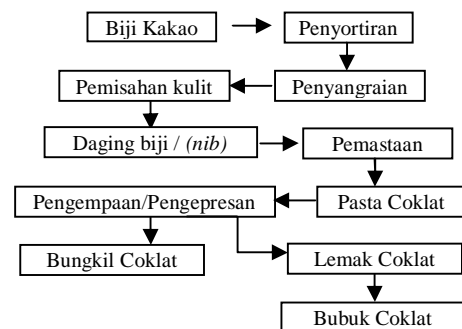 Biji Kakao
Penyortiran
Pemisahan kulit
Penyangraian
Daging biji / (nib)
Pemastaan
Pengempaan/Pengepresan
Pasta Coklat
Bungkil Coklat
Lemak Coklat
Bubuk Coklat